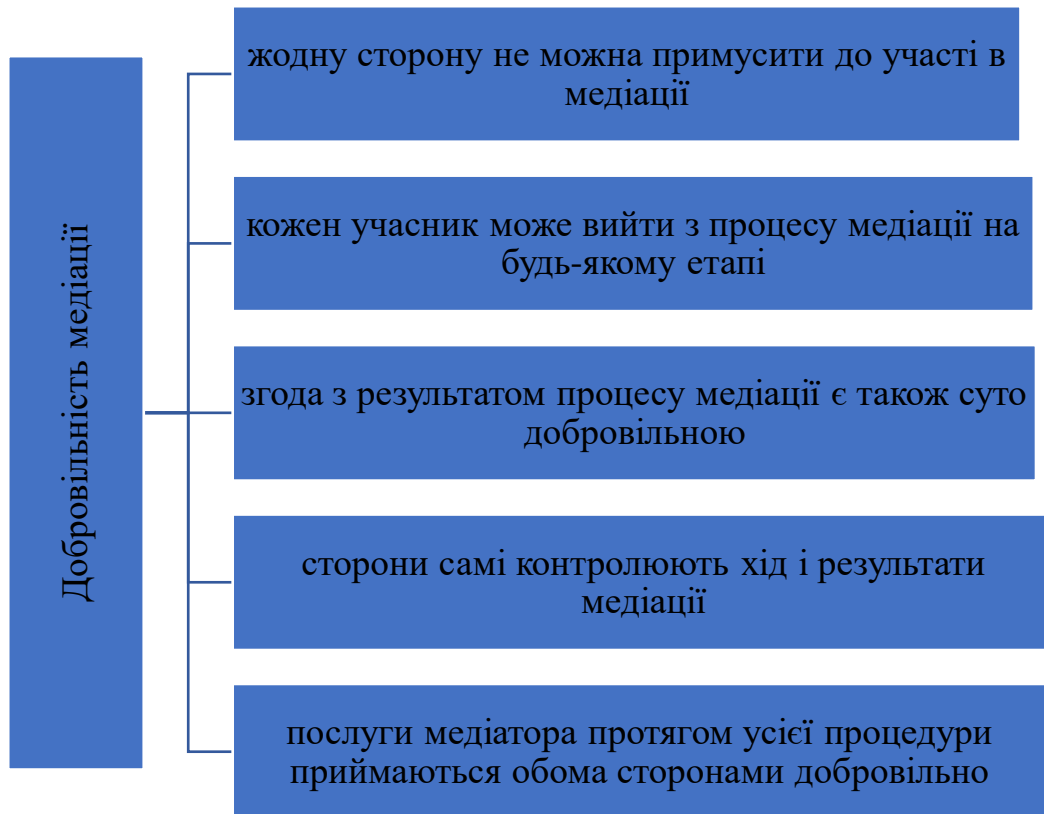 Добровільність медіації
жодну сторону не можна примусити до участі в
медіації
кожен учасник може вийти з процесу медіації на
будь-якому етапі
згода з результатом процесу медіації є також суто
добровільною
сторони самі контролюють хід і результати
медіації
послуги медіатора протягом усієї процедури
приймаються обома сторонами добровільно